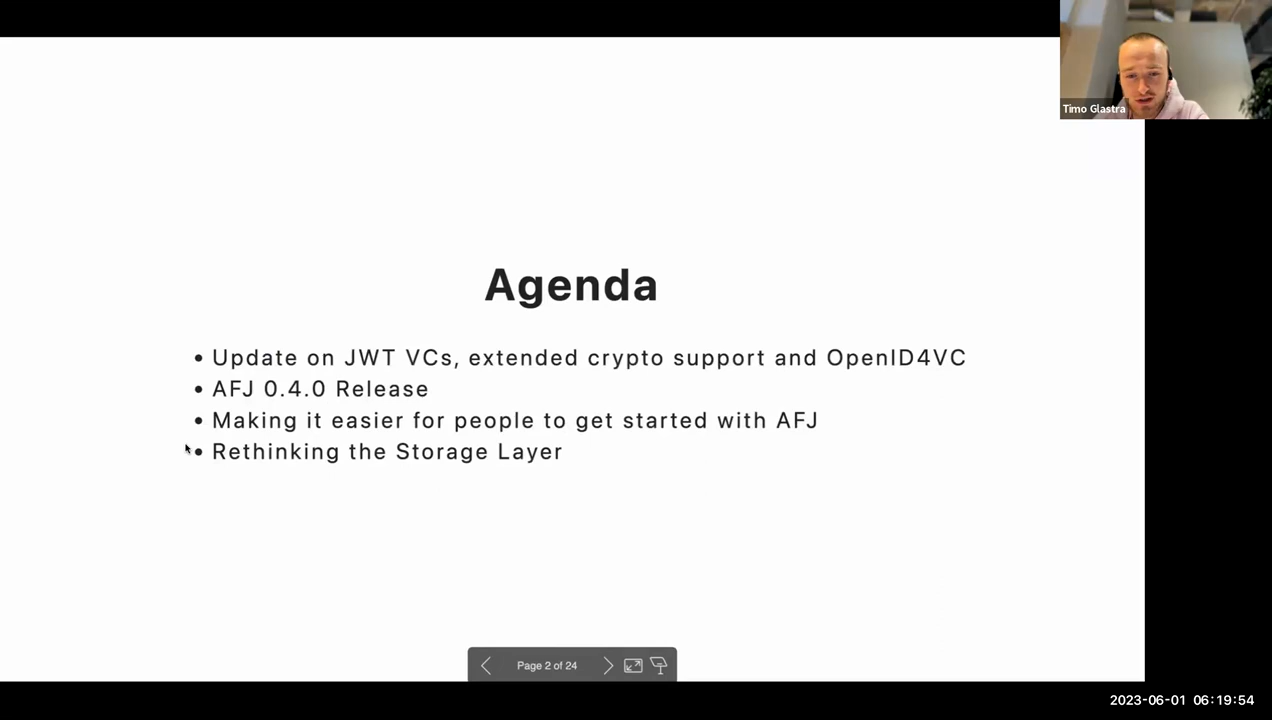 Timo Glastra
Agenda
• Update on JWT VCs, extended crypto support and OpenID4VC
• AFJ 0.4.0 Release
• Making it easier for people to get started with AFJ
• Rethinking the Storage Layer
Page 2 of 24
2023-06-01 06:19:54